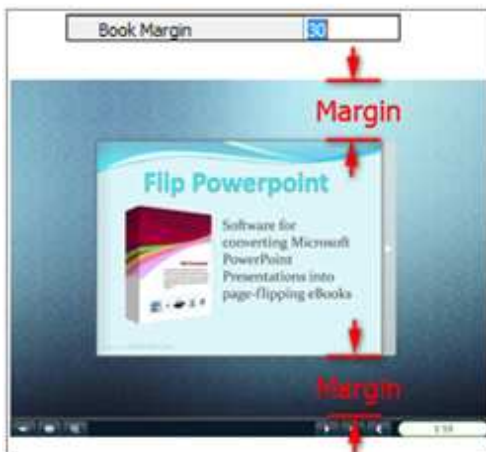 Book Margin 30
Margin
Flip Powerpoint
Software for
converting Microsoft
PowerPoint
Presentations into
page-flipping eBooks
Margin